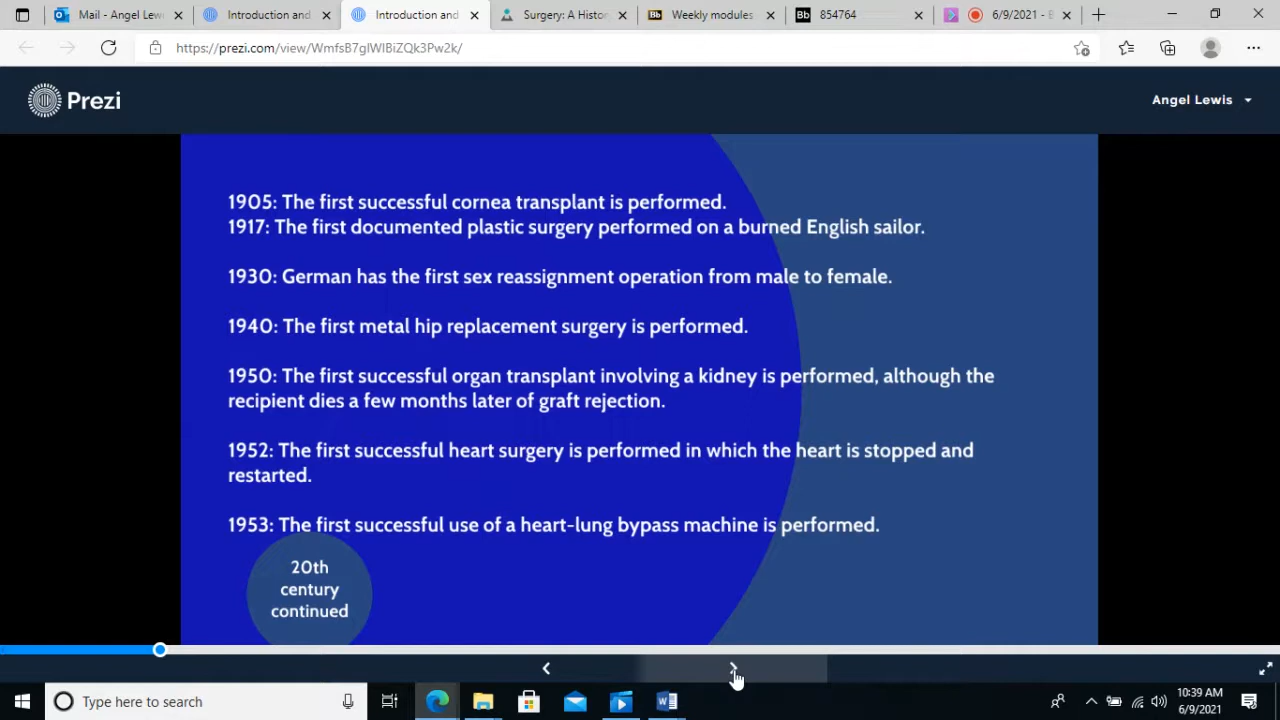 Mail - Angel Lewis
Introduction and
Introduction and
Surgery: A Histor
Weekly modules
854764
6/9/2021 - E
https://prezi.com/view/WmfsB7glWlBiZQk3Pw2k/
Prezi
Angel Lewis
1905: The first successful cornea transplant is performed.
1917: The first documented plastic surgery performed on a burned English sailor.
1930: German has the first sex reassignment operation from male to female.
1940: The first metal hip replacement surgery is performed.
1950: The first successful organ transplant involving a kidney is performed, although the
recipient dies a few months later of graft rejection.
1952: The first successful heart surgery is performed in which the heart is stopped and
restarted.
1953: The first successful use of a heart-lung bypass machine is performed.
20th
century
continued
Type here to search
10:39 AM
6/9/2021